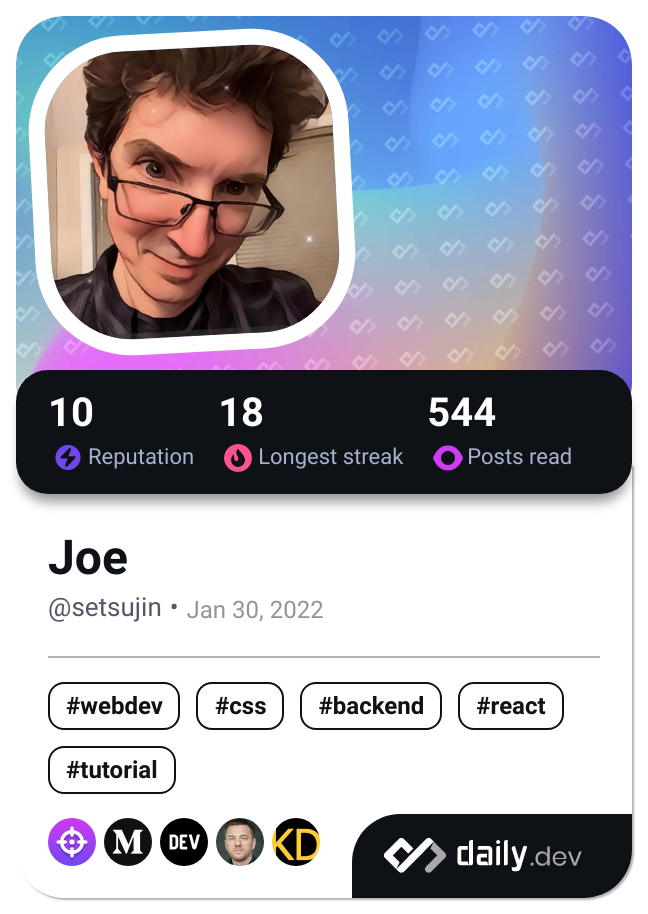 10 18 544
Reputation Longest streak Posts read
Joe
@setsujin • Jan 30, 2022
#webdev #css #backend #react
#tutorial
M DEV KD
daily.dev